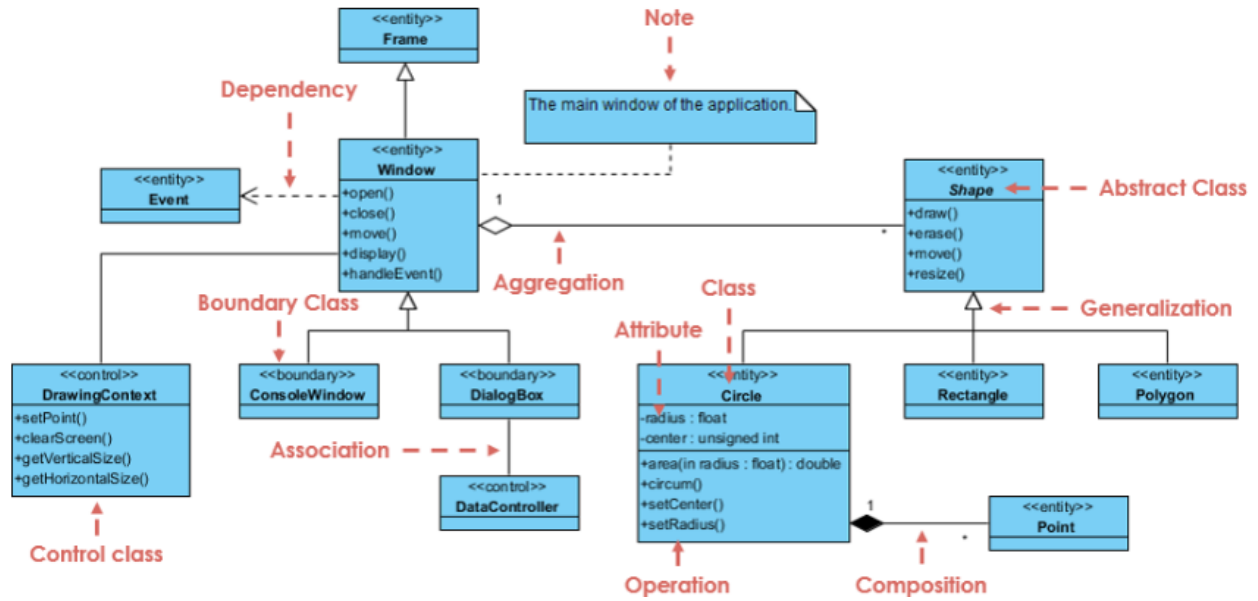 <<entity>>
Frame
Note
Dependency
The main window of the application.
<<entity>>
Window
+open()
+close()
+move()
+display()
+handleEvent()
<<entity>>
Event
1
*
Aggregation
<<entity>>
Shape
+draw()
+erase()
+move()
+resize()
Abstract Class
Generalization
Boundary Class
Class
Attribute
<<control>>
DrawingContext
+setPoint()
+clearScreen()
+getVerticalSize()
+getHorizontalSize()
Control class
<<boundary>>
ConsoleWindow
<<boundary>>
DialogBox
Association
<<control>>
DataController
<<entity>>
Circle
-radius : float
-center : unsigned int
+area(in radius : float) : double
+circum()
+setCenter()
+setRadius()
Operation
<<entity>>
Rectangle
<<entity>>
Polygon
1
*
Composition
<<entity>>
Point